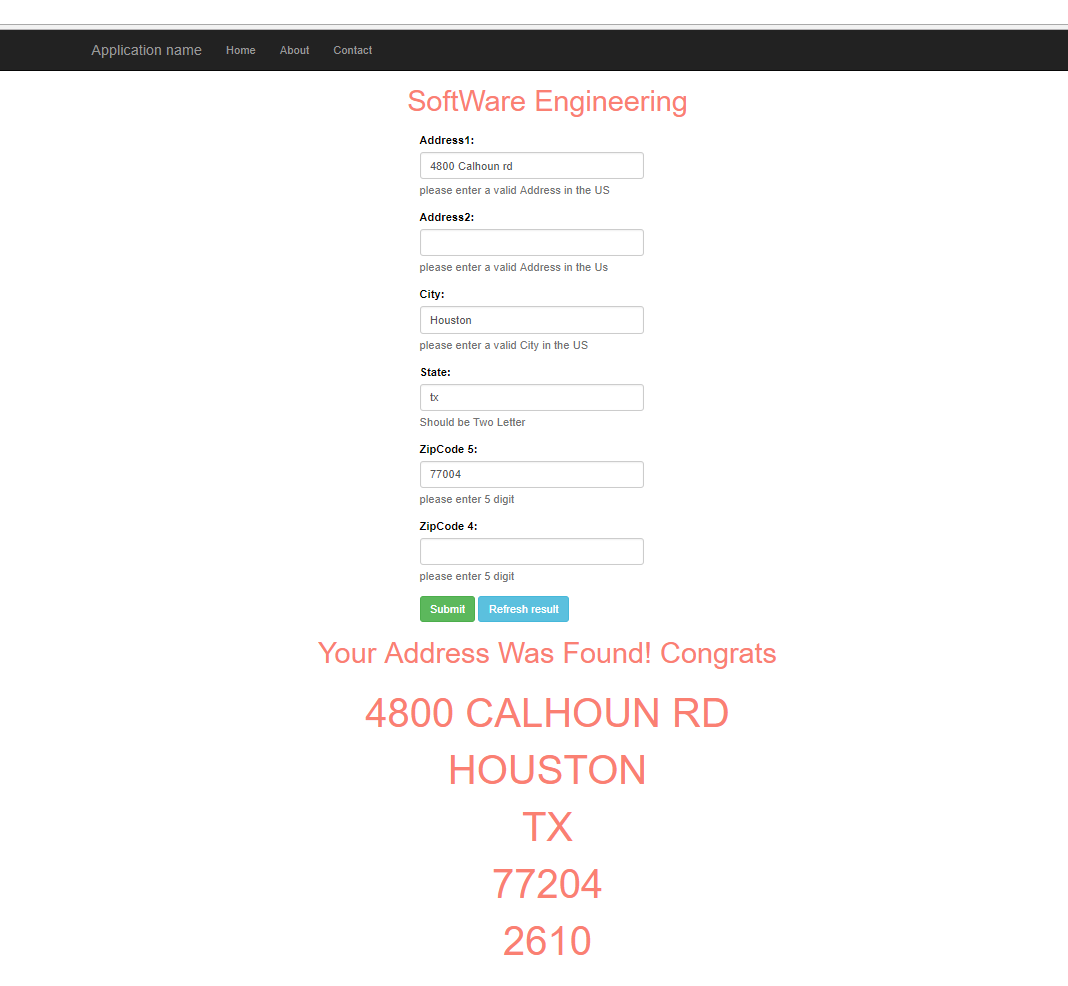 Application name Home About Contact
SoftWare Engineering
Address1:
4800 Calhoun rd
please enter a valid Address in the US
Address2:
please enter a valid Address in the Us
City:
Houston
please enter a valid City in the US
State:
tx
Should be Two Letter
ZipCode 5:
77004
please enter 5 digit
ZipCode 4:
please enter 5 digit
Submit Refresh result
Your Address Was Found! Congrats
4800 CALHOUN RD
HOUSTON
TX
77204
2610